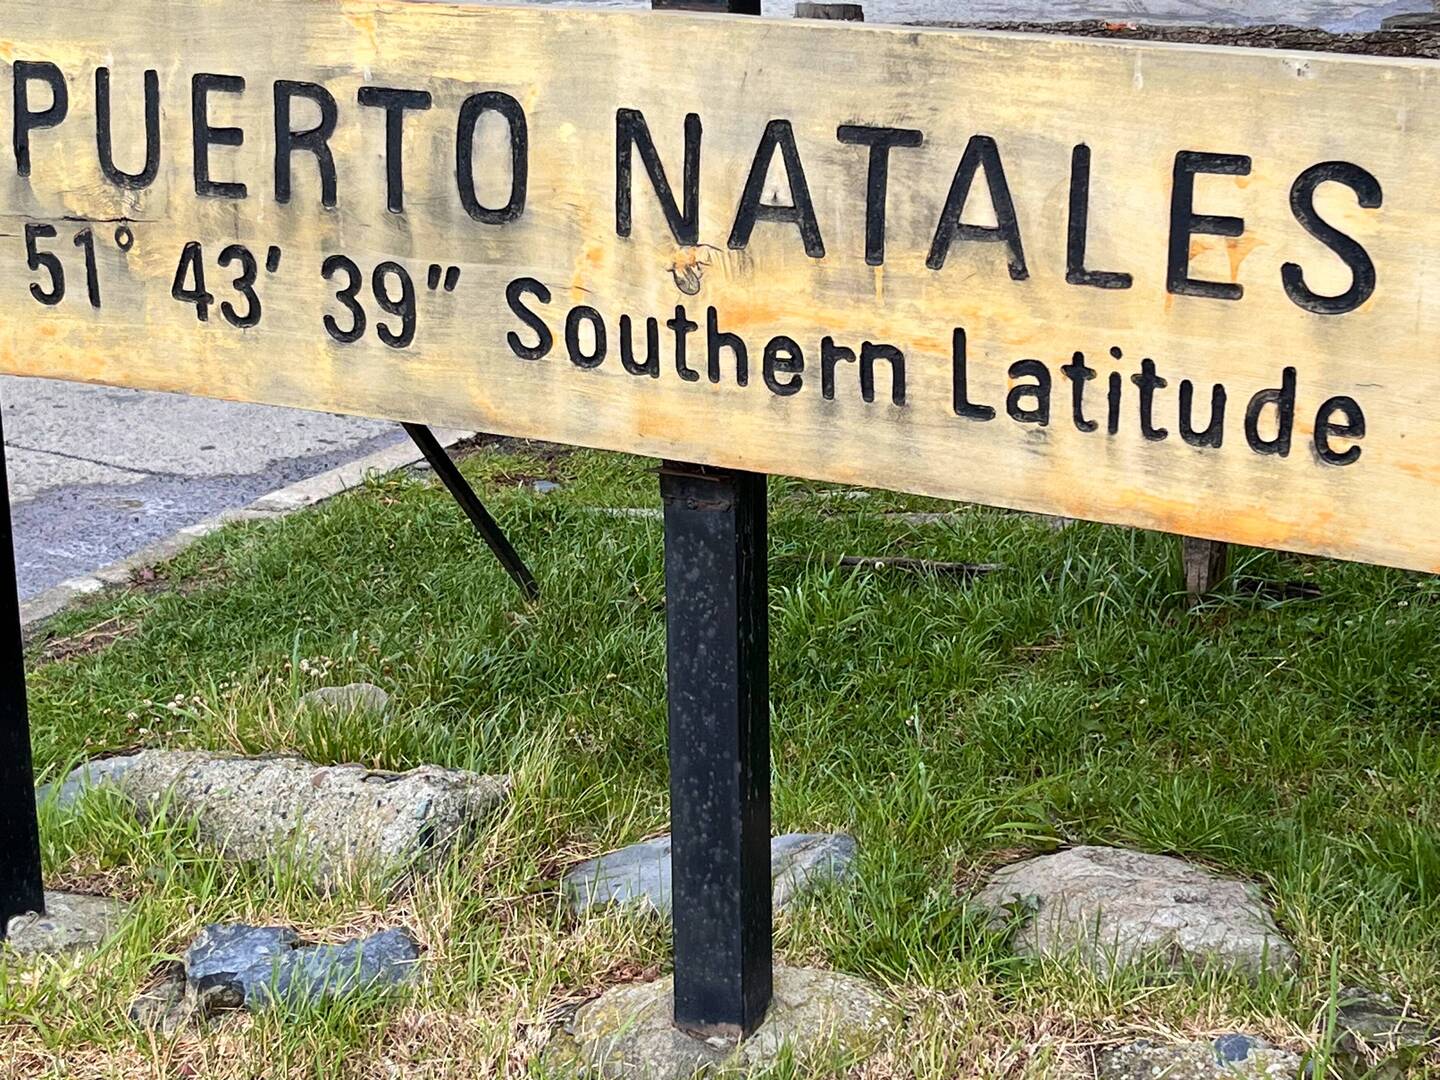 PUERTO NATALES
51° 43' 39" Southern Latitude